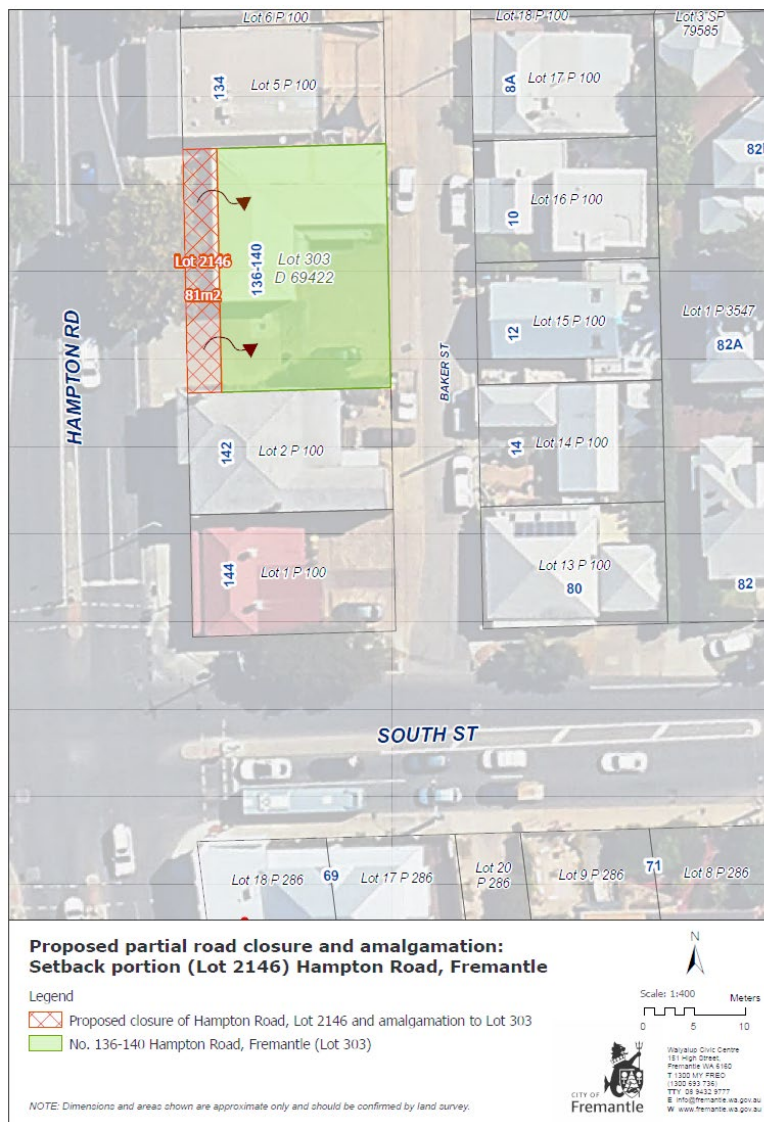 Lot 6 P 100
Lot 18 P 100
Lot 3 SP
79585
134
Lot 5 P 100
8A
Lot 17 P 100
82
10
Lot 16 P 100
Lot 2146
81m2
136-140
Lot 303
D 69422
12
Lot 15 P 100
Lot 1 P 3547
82A
HAMPTON RD
BAKER ST
142
Lot 2 P 100
14
Lot 14 P 100
144
Lot 1 P 100
Lot 13 P 100
80
82
SOUTH ST
Lot 18 P 286
69
Lot 17 P 286
Lot 20
P 286
Lot 9 P 286
71
Lot 8 P 286
Proposed partial road closure and amalgamation:
Setback portion (Lot 2146) Hampton Road, Fremantle
Legend
Proposed closure of Hampton Road, Lot 2146 and amalgamation to Lot 303
No. 136-140 Hampton Road, Fremantle (Lot 303)
NOTE: Dimensions and areas shown are approximate only and should be confirmed by land survey.
N
Scale: 1:400
Meters
0 5 10
CITY OF
Fremantle
Walyalup Civic Centre
151 High Street,
Fremantle WA 6160
T 1300 MY FREO
(1300 693 736)
TTY 08 9432 9777
E info@fremantle.wa.gov.au
W www.fremantle.wa.gov.au